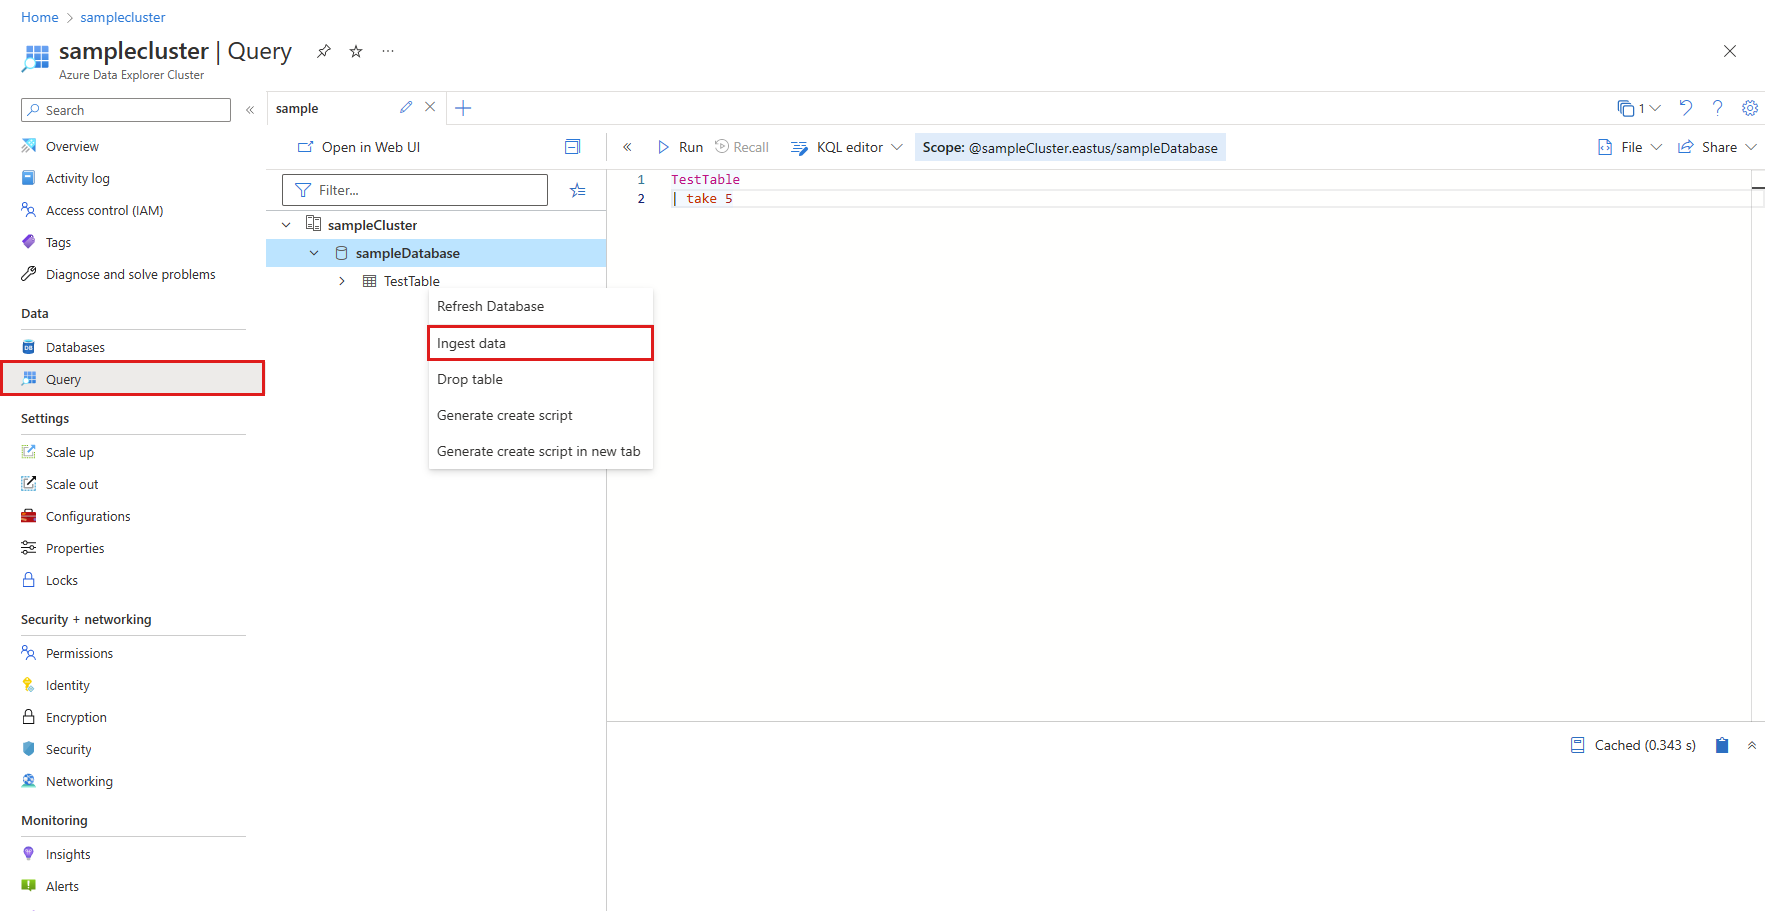 Home > samplecluster
samplecluster | Query
Azure Data Explorer Cluster
Search
Overview
Activity log
Access control (IAM)
Tags
Diagnose and solve problems
Data
Databases
Query
Settings
Scale up
Scale out
Configurations
Properties
Locks
Security + networking
Permissions
Identity
Encryption
Security
Networking
Monitoring
Insights
Alerts
sample
1
Open in Web UI
Filter...
sampleCluster
sampleDatabase
TestTable
Refresh Database
Ingest data
Drop table
Generate create script
Generate create script in new tab
Run Recall KQL editor Scope: @sampleCluster.eastus/sampleDatabase File Share
1 TestTable
2 | take 5
Cached (0.343 s)